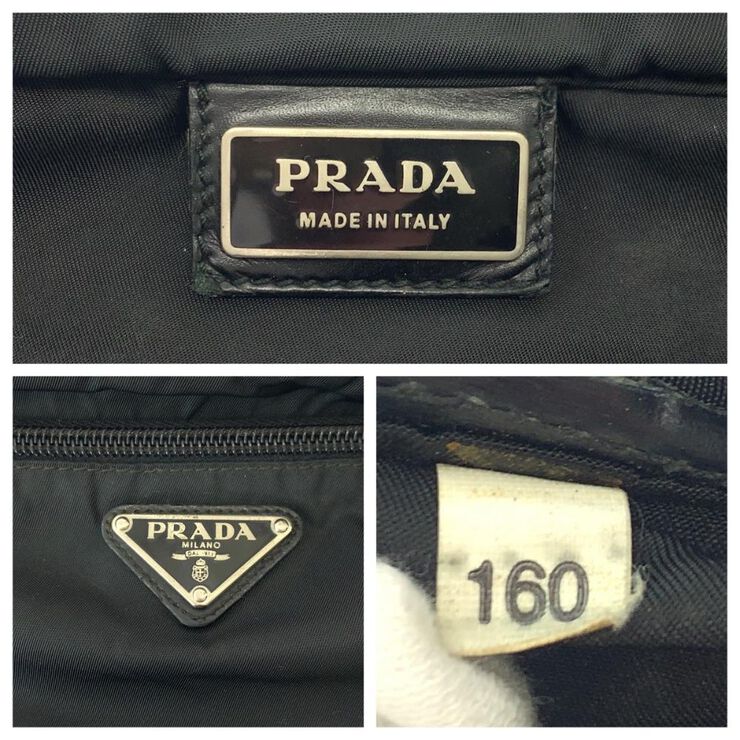 PRADA
MADE IN ITALY
PRADA
MILANO
DAL 1913
160